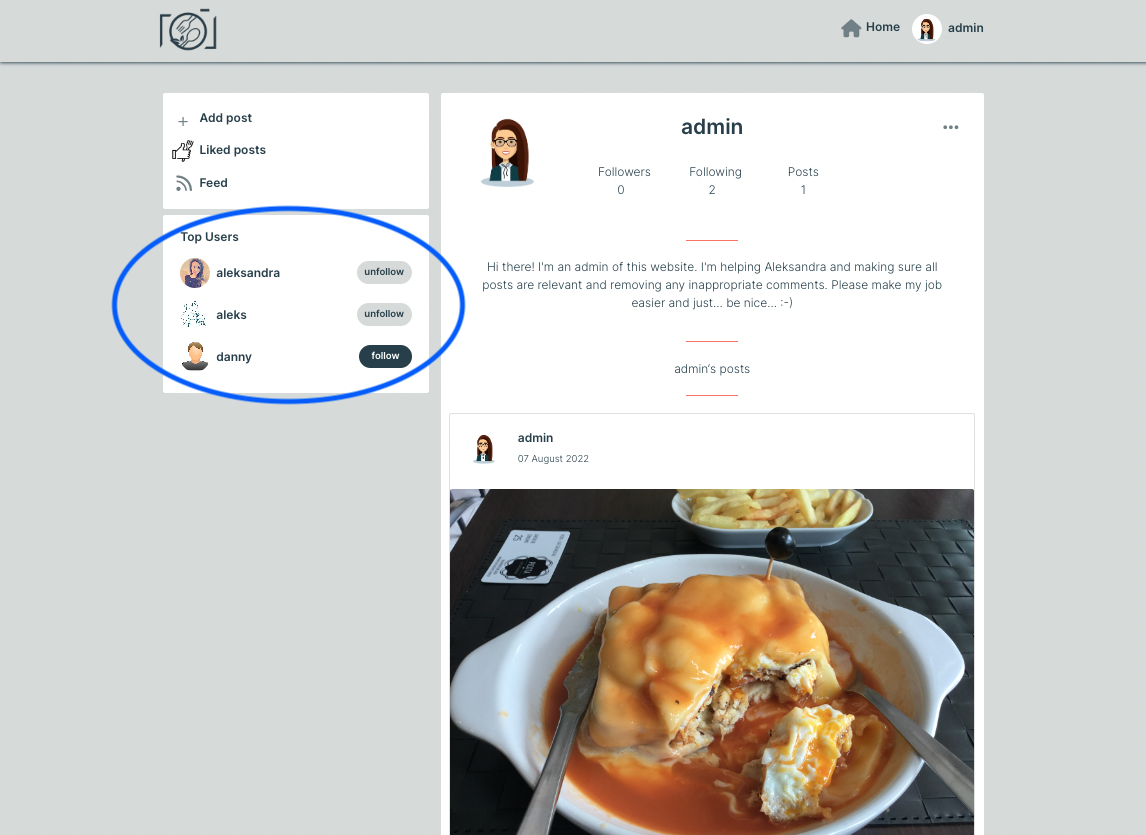 Home
admin
Add post
Liked posts
Feed
Top Users
aleksandra unfollow
aleks unfollow
danny follow
admin
Followers Following Posts
0 2 1
Hi there! I'm an admin of this website. I'm helping Aleksandra and making sure all
posts are relevant and removing any inappropriate comments. Please make my job
easier and just... be nice... :-)
admin's posts
admin
07 August 2022